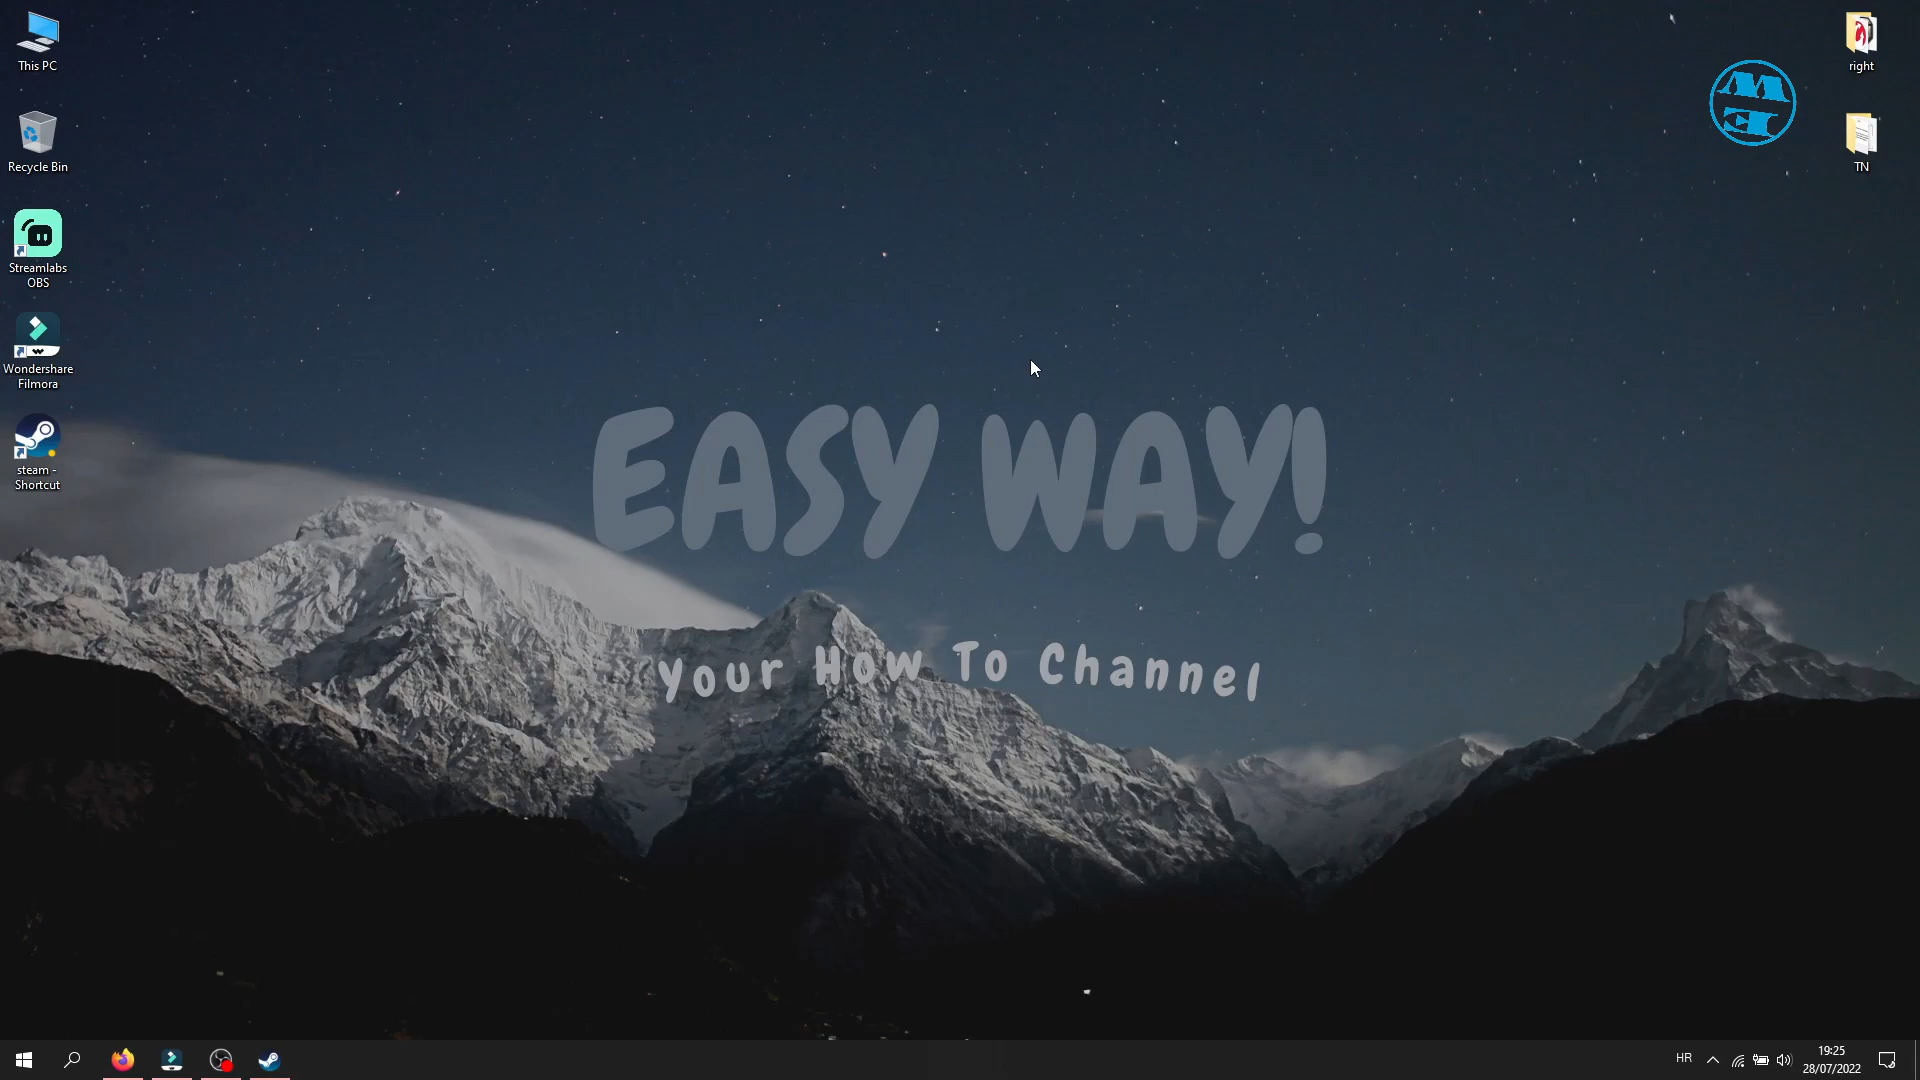 This PC
Recycle Bin
Streamlabs
OBS
Wondershare
Filmora
steam -
Shortcut
right
TN
EASY WAY!
Your How To Channel
HR
19:25
28/07/2022